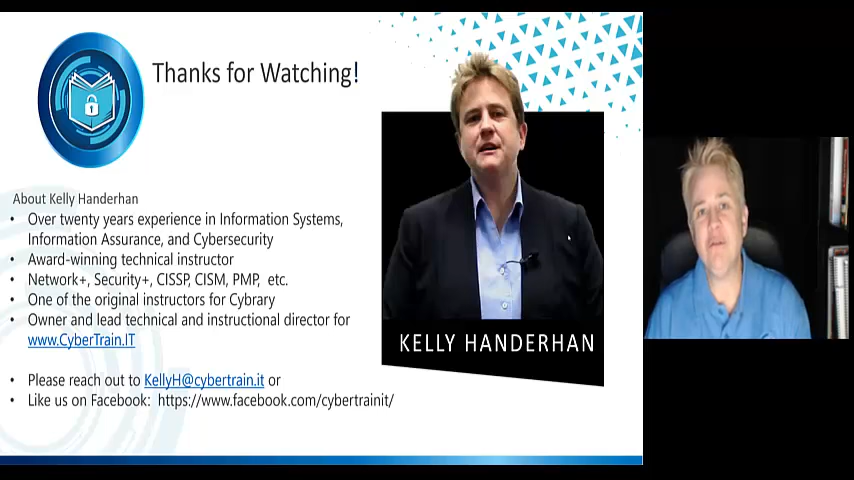 Thanks for Watching!
About Kelly Handerhan
• Over twenty years experience in Information Systems,
Information Assurance, and Cybersecurity
• Award-winning technical instructor
• Network+, Security+, CISSP, CISM, PMP, etc.
• One of the original instructors for Cybrary
• Owner and lead technical and instructional director for
www.CyberTrain.IT
• Please reach out to KellyH@cybertrain.it or
• Like us on Facebook: https://www.facebook.com/cybertrainit/
KELLY HANDERHAN